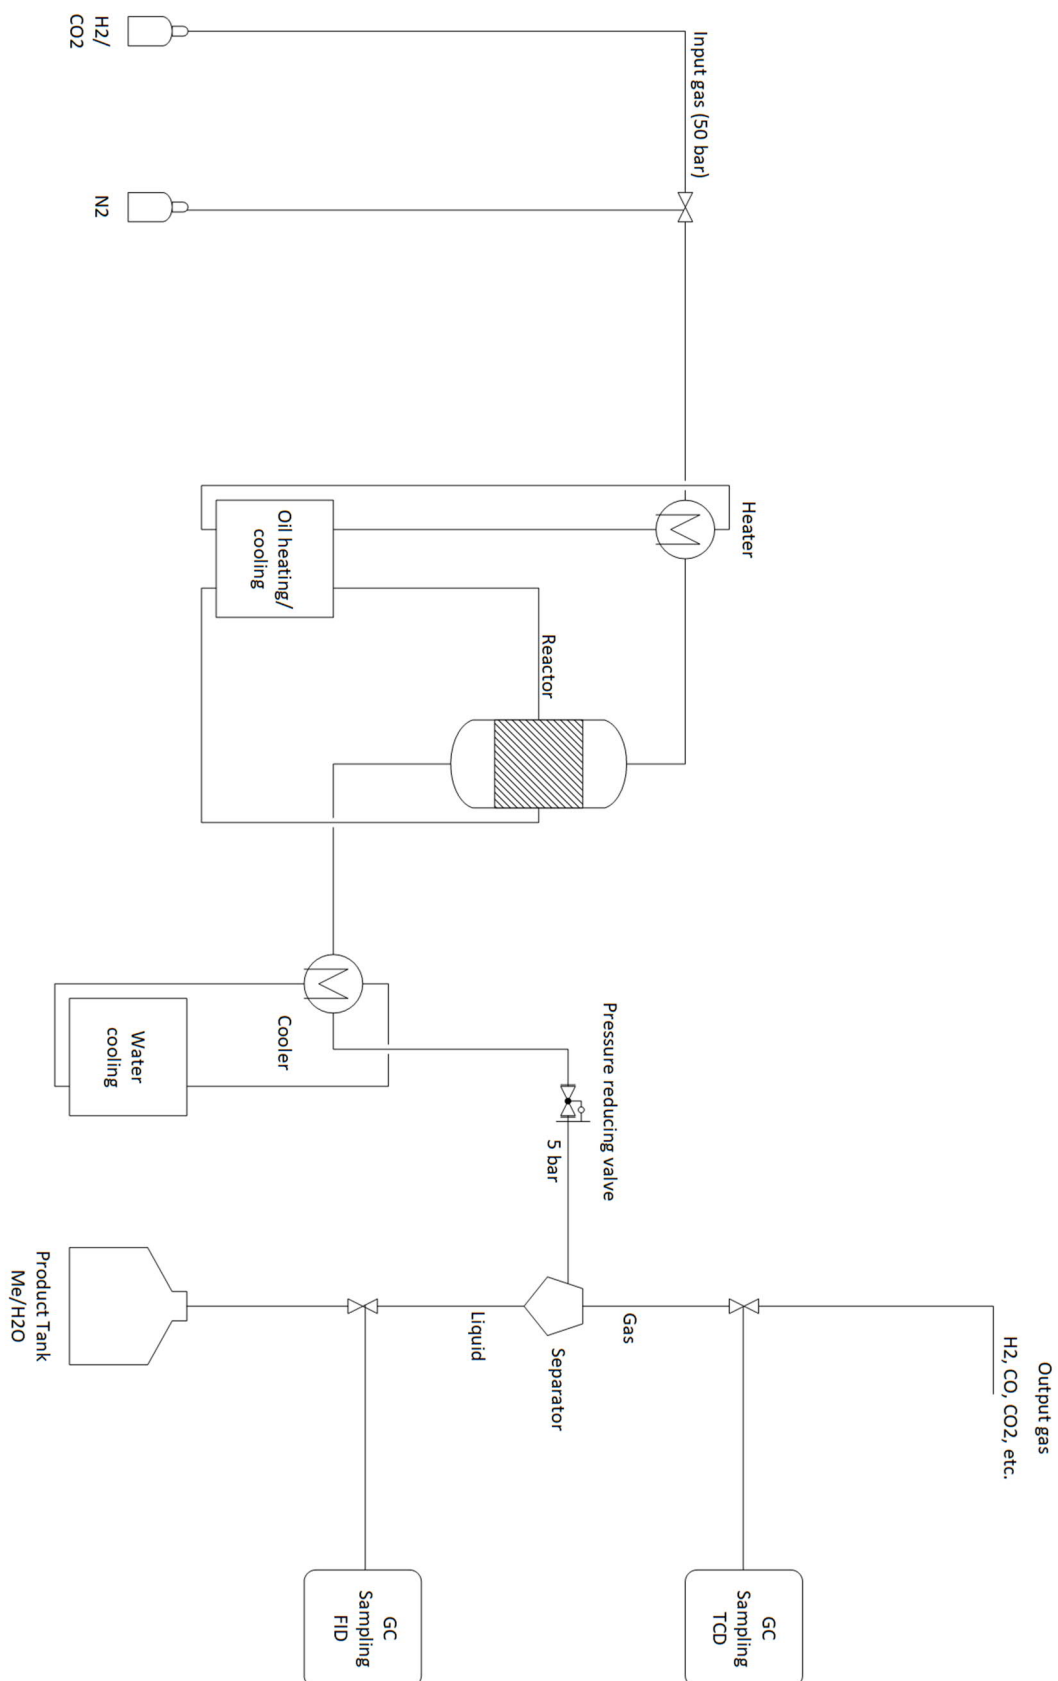 H2/
CO2
N2
Input gas (50 bar)
Heater
Oil heating/
cooling
Reactor
Cooler
Water
cooling
Pressure reducing valve
5 bar
Separator
Gas
Liquid
Product Tank
Me/H2O
Output gas
H2, CO, CO2, etc.
GC
Sampling
TCD
GC
Sampling
FID